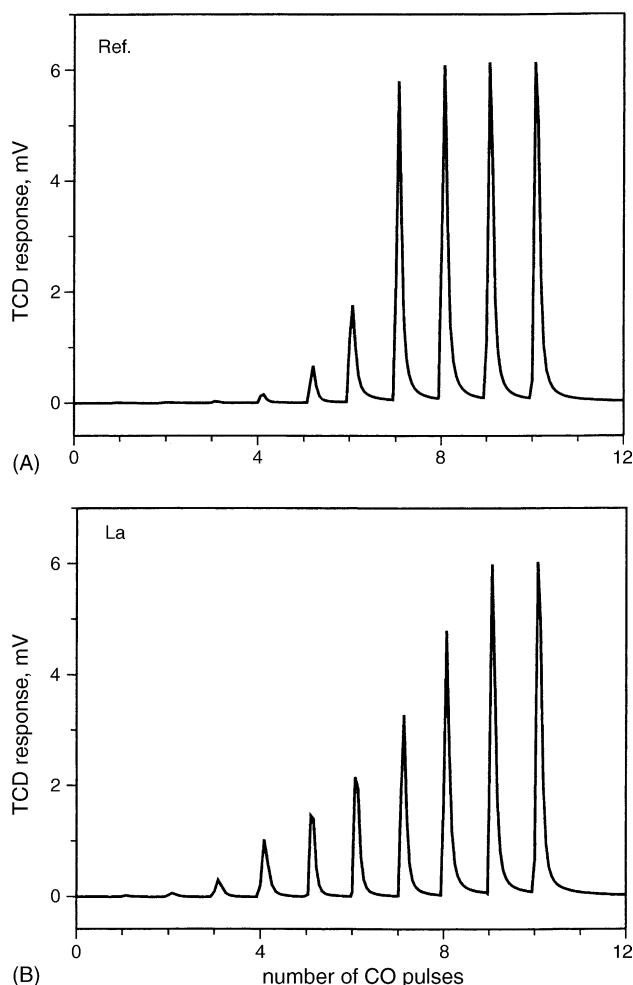 Ref.
6
4
2
0
TCD response, mV
0 4 8 12
(A)
La
6
4
2
0
TCD response, mV
0 4 8 12
(B)
number of CO pulses